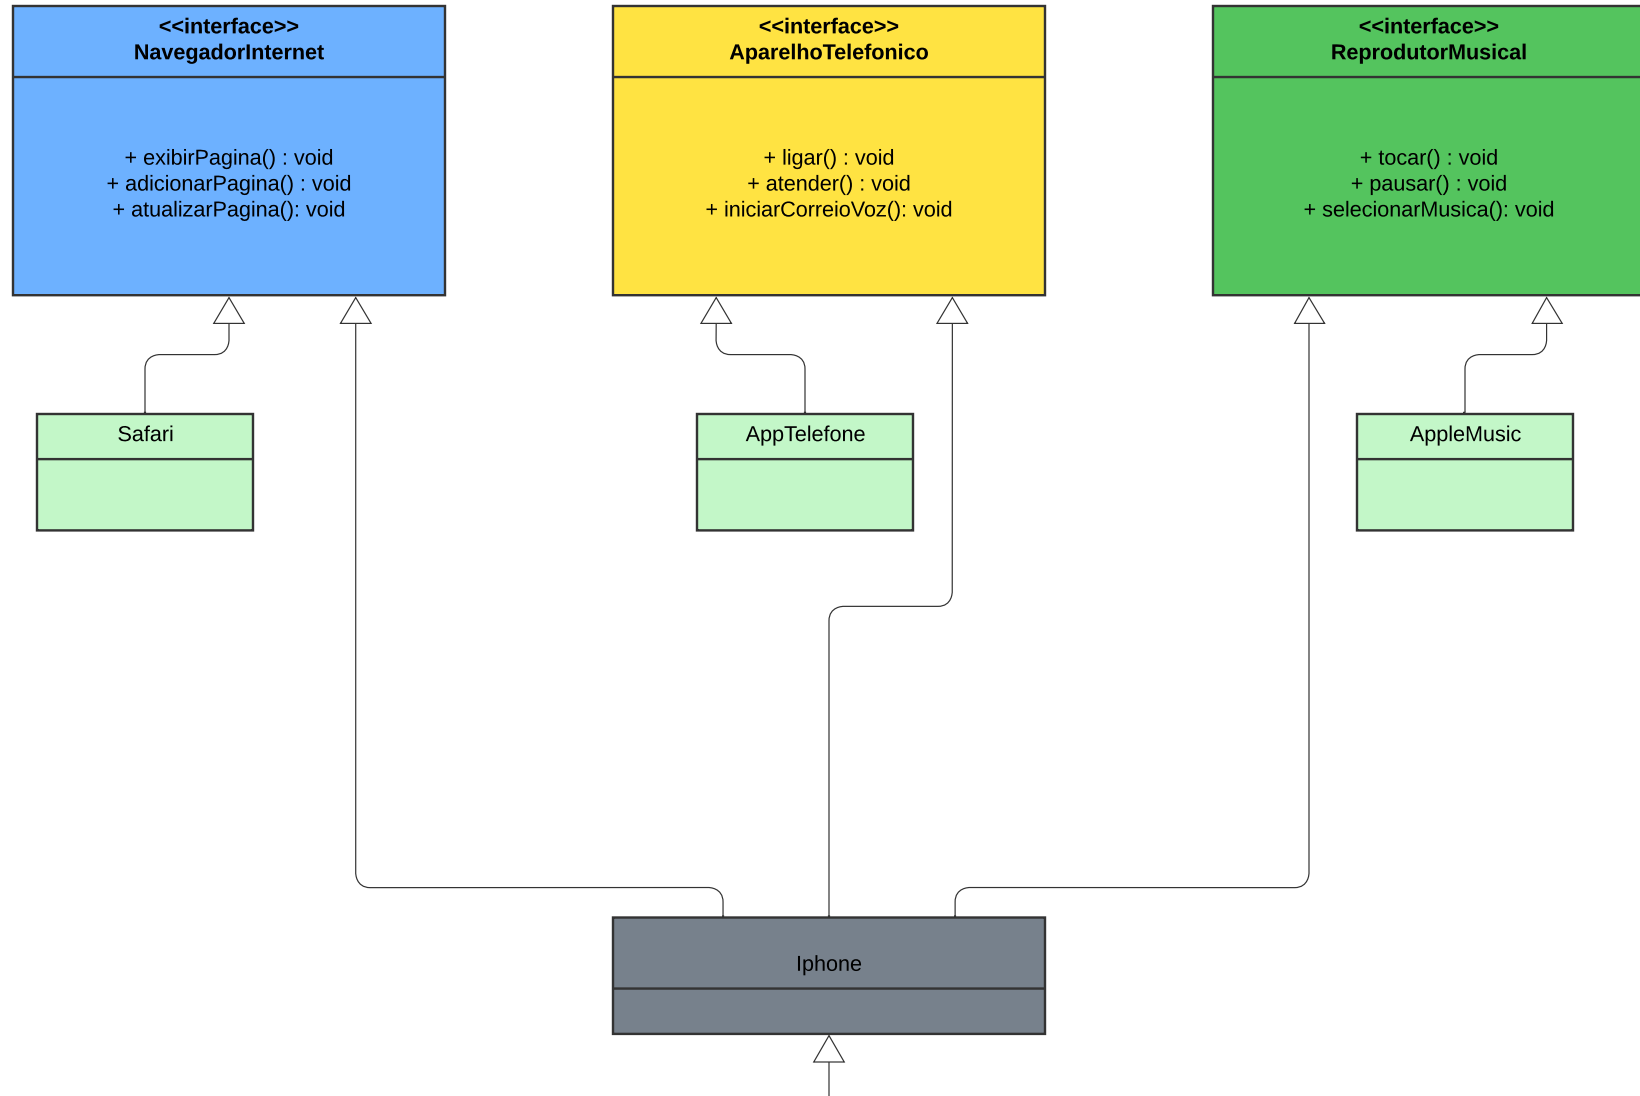 <<interface>>
NavegadorInternet
+ exibirPagina() : void
+ adicionarPagina() : void
+ atualizarPagina(): void
<<interface>>
AparelhoTelefonico
+ ligar() : void
+ atender() : void
+ iniciarCorreioVoz(): void
<<interface>>
ReprodutorMusical
+ tocar() : void
+ pausar() : void
+ selecionarMusica(): void
Safari
AppTelefone
AppleMusic
Iphone